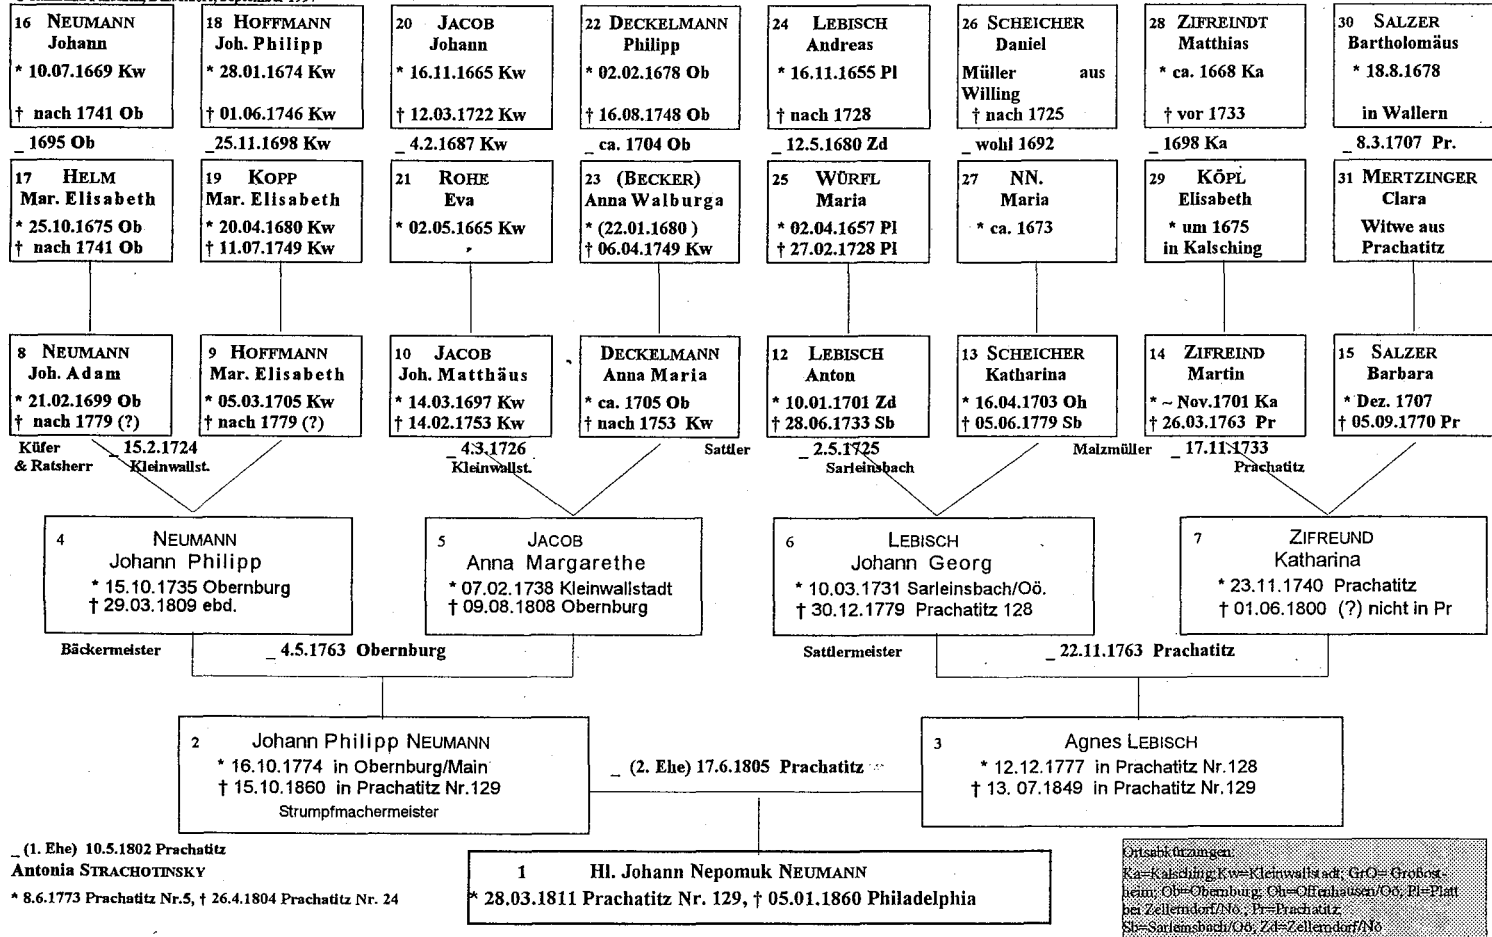 16 NEUMANN
Johann
* 10.07.1669 Kw
† nach 1741 Ob
18 HOFFMANN
Joh. Philipp
* 28.01.1674 Kw
† 01.06.1746 Kw
20 JACOB
Johann
* 16.11.1665 Kw
† 12.03.1722 Kw
22 DECKELMANN
Philipp
* 02.02.1678 Ob
† 16.08.1748 Ob
24 LEBISCH
Andreas
* 16.11.1655 Pl
† nach 1728
26 SCHEICHER
Daniel
Müller aus
Willing
† nach 1725
28 ZIFREINDT
Matthias
* ca. 1668 Ka
† vor 1733
30 SALZER
Bartholomäus
* 18.8.1678
in Wallern
_ 1695 Ob
_25.11.1698 Kw
_ 4.2.1687 Kw
_ ca. 1704 Ob
_ 12.5.1680 Zd
_ wohl 1692
_ 1698 Ka
_ 8.3.1707 Pr.
17 HELM
Mar. Elisabeth
* 25.10.1675 Ob
† nach 1741 Ob
19 KOPP
Mar. Elisabeth
* 20.04.1680 Kw
† 11.07.1749 Kw
21 ROHE
Eva
* 02.05.1665 Kw
23 (BECKER)
Anna Walburga
* (22.01.1680 )
† 06.04.1749 Kw
25 WÜRFL
Maria
* 02.04.1657 Pl
† 27.02.1728 Pl
27 NN.
Maria
* ca. 1673
29 KÖPL
Elisabeth
* um 1675
in Kalsching
31 MERTZINGER
Clara
Witwe aus
Prachatitz
8 NEUMANN
Joh. Adam
* 21.02.1699 Ob
† nach 1779 (?)
9 HOFFMANN
Mar. Elisabeth
* 05.03.1705 Kw
† nach 1779 (?)
10 JACOB
Joh. Matthäus
* 14.03.1697 Kw
† 14.02.1753 Kw
DECKELMANN
Anna Maria
* ca. 1705 Ob
† nach 1753 Kw
12 LEBISCH
Anton
* 10.01.1701 Zd
† 28.06.1733 Sb
13 SCHEICHER
Katharina
* 16.04.1703 Oh
† 05.06.1779 Sb
14 ZIFREIND
Martin
* ~ Nov.1701 Ka
† 26.03.1763 Pr
15 SALZER
Barbara
* Dez. 1707
† 05.09.1770 Pr
Küfer
& Ratsherr
_ 15.2.1724
Kleinwallst.
_ 4.3.1726
Kleinwallst.
Sattler
_ 2.5.1725
Sarleinsbach
Malzmüller
_ 17.11.1733
Prachatitz
4 NEUMANN
Johann Philipp
* 15.10.1735 Obernburg
† 29.03.1809 ebd.
5 JACOB
Anna Margarethe
* 07.02.1738 Kleinwallstadt
† 09.08.1808 Obernburg
6 LEBISCH
Johann Georg
* 10.03.1731 Sarleinsbach/Oö.
† 30.12.1779 Prachatitz 128
7 ZIFREUND
Katharina
* 23.11.1740 Prachatitz
† 01.06.1800 (?) nicht in Pr
Bäckermeister
_ 4.5.1763 Obernburg
Sattlermeister
_ 22.11.1763 Prachatitz
2 Johann Philipp NEUMANN
* 16.10.1774 in Obernburg/Main
† 15.10.1860 in Prachatitz Nr.129
Strumpfmachermeister
_ (2. Ehe) 17.6.1805 Prachatitz
3 Agnes LEBISCH
* 12.12.1777 in Prachatitz Nr.128
† 13. 07.1849 in Prachatitz Nr.129
_ (1. Ehe) 10.5.1802 Prachatitz
Antonia STRACHOTINSKY
* 8.6.1773 Prachatitz Nr.5, † 26.4.1804 Prachatitz Nr. 24
1 Hl. Johann Nepomuk NEUMANN
* 28.03.1811 Prachatitz Nr. 129, † 05.01.1860 Philadelphia
Ortsabkürzungen:
Ka=Kalsching; Kw=Kleinwallstadt; GrO= Großost-
heim; Ob=Obernburg; Oh=Offenhausen/Oö, Pl=Platt
bei Zellerndorf/Nö., Pr=Prachatitz,
Sb=Sarleinsbach/Oö, Zd=Zellerndorf/Nö